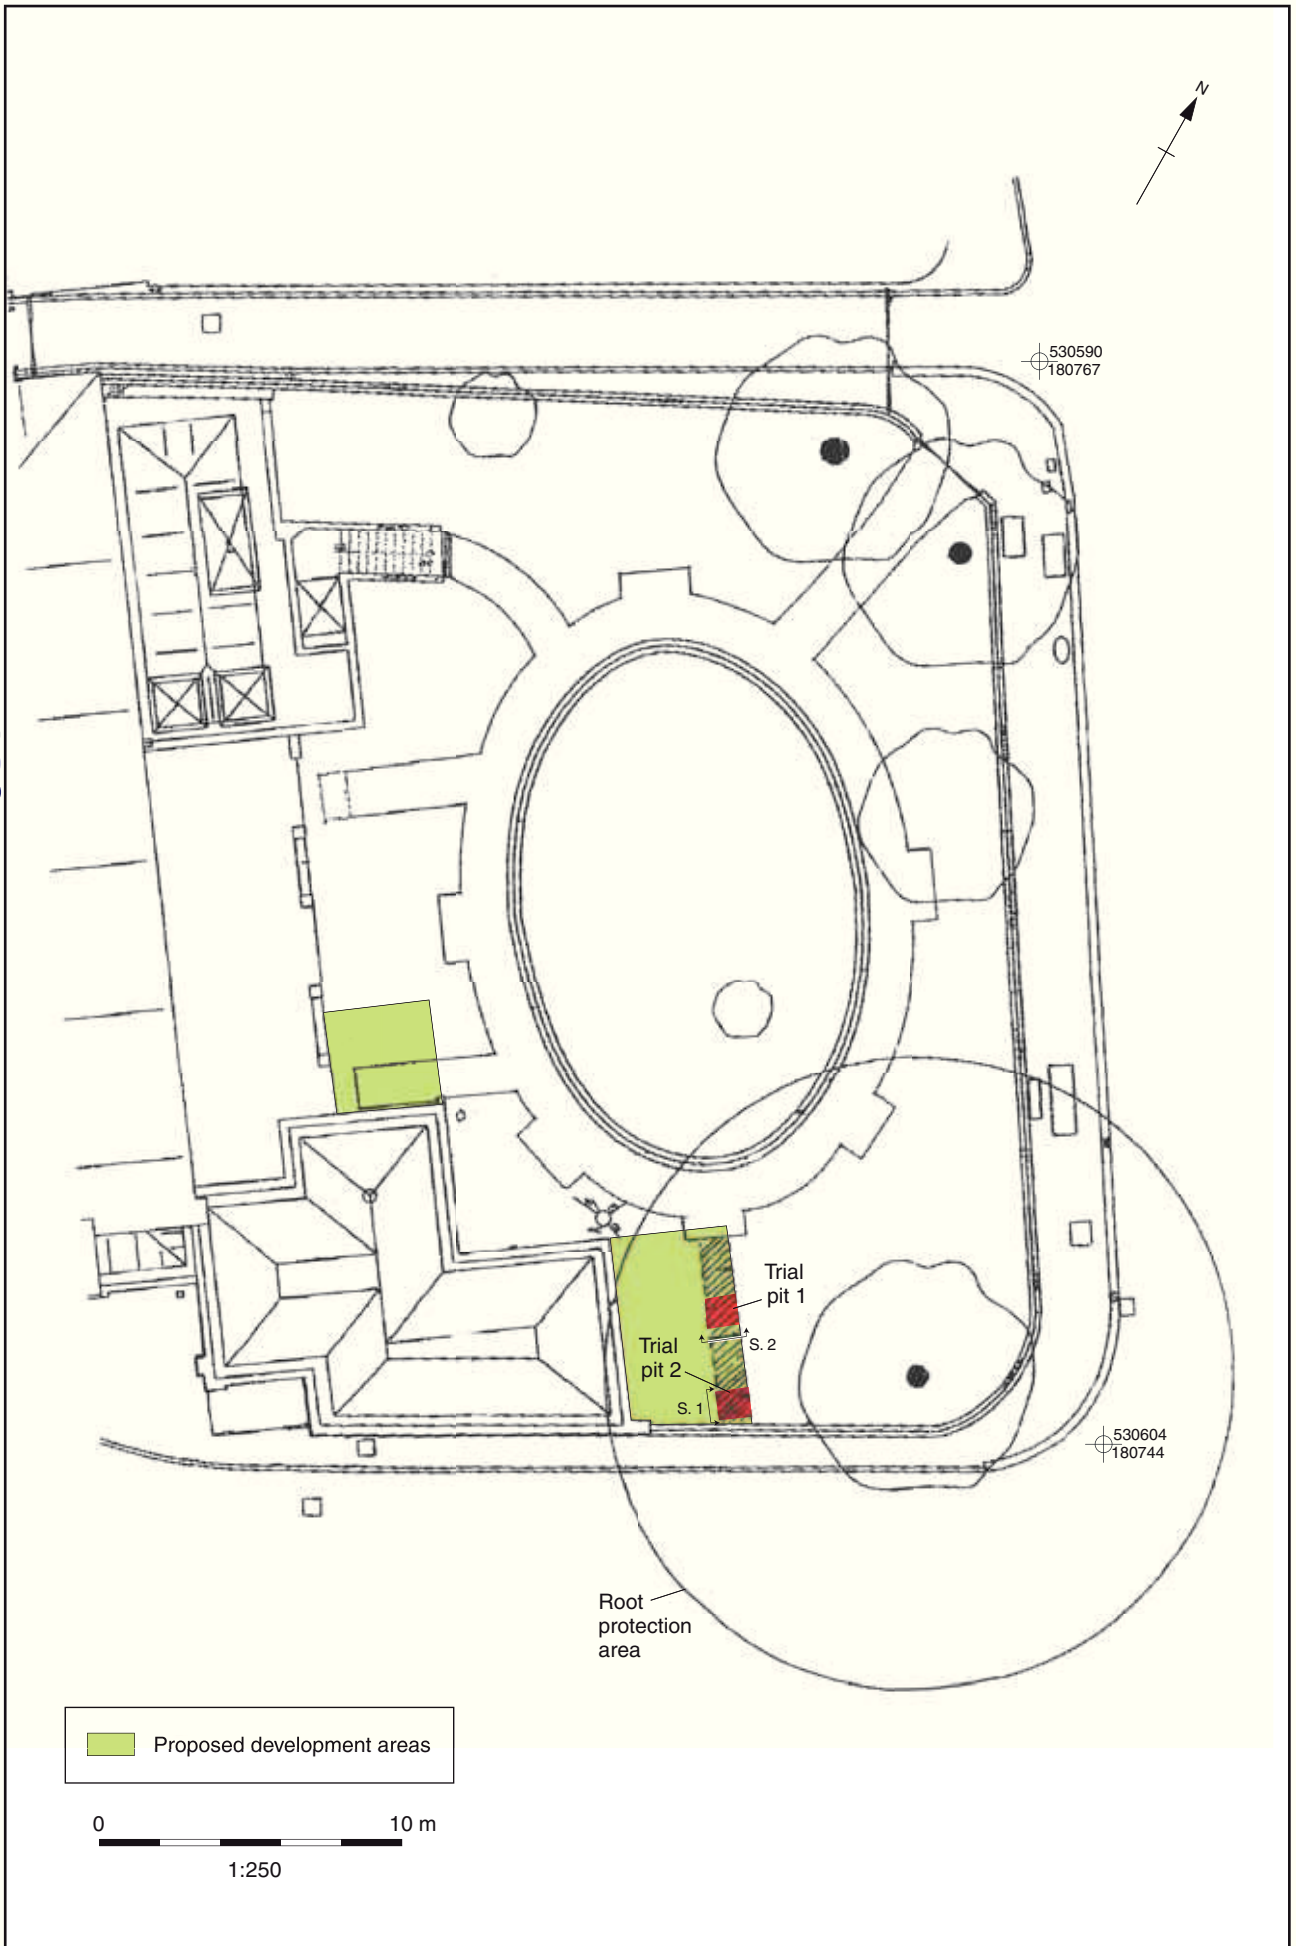 N
530590
180767
Trial
pit 1
Trial
pit 2
S. 2
S. 1
530604
180744
Root
protection
area
Proposed development areas
0 10 m
1:250